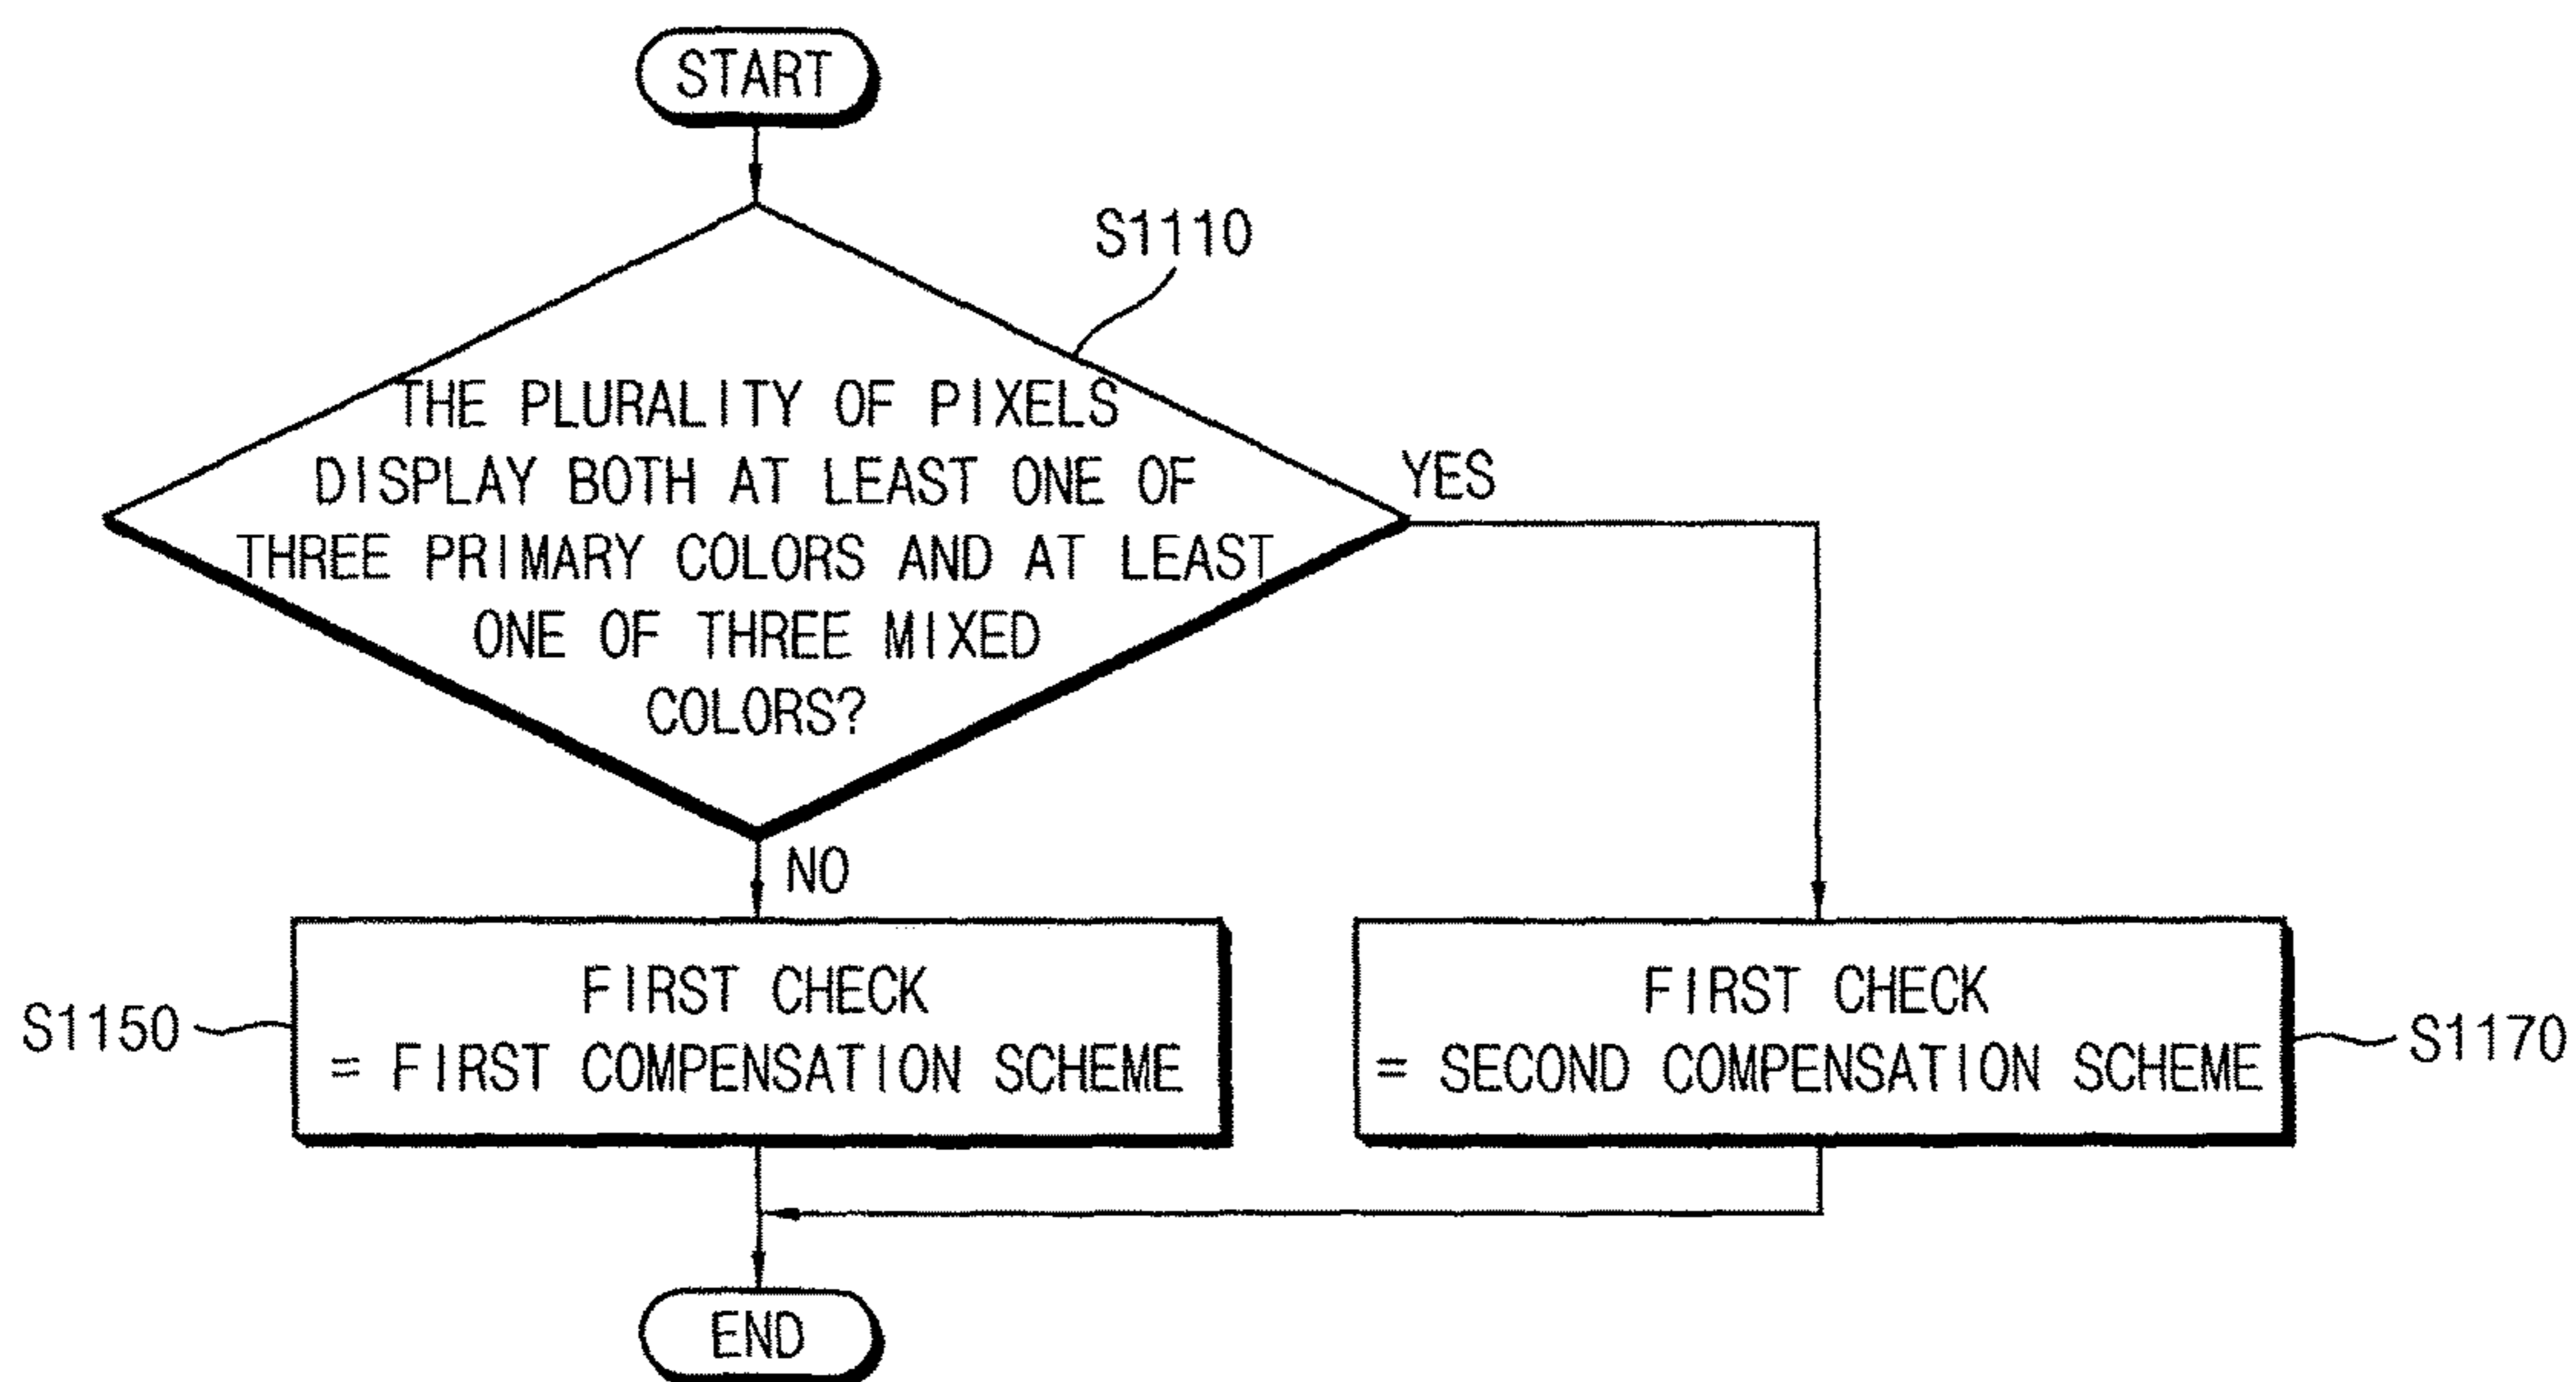 START
S1110
THE PLURALITY OF PIXELS
DISPLAY BOTH AT LEAST ONE OF
THREE PRIMARY COLORS AND AT LEAST
ONE OF THREE MIXED
COLORS?
YES
NO
S1150
FIRST CHECK
= FIRST COMPENSATION SCHEME
FIRST CHECK
= SECOND COMPENSATION SCHEME
S1170
END